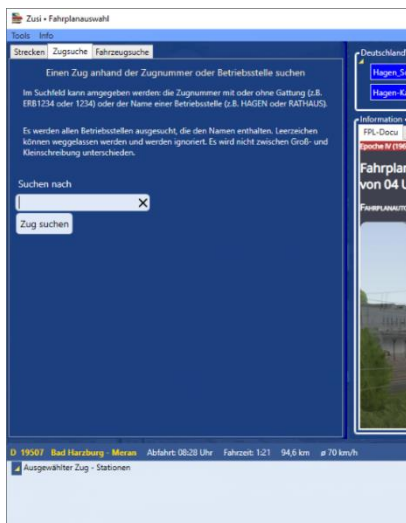 Zusi • Fahrplanauswahl
Tools Info
Strecken Zugsuche Fahrzeugsuche
Einen Zug anhand der Zugnummer oder Betriebsstelle suchen
Im Suchfeld kann amgegeben werden: die Zugnummer mit oder ohne Gattung (z.B.
ERB1234 oder 1234) oder der Name einer Betriebsstelle (z.B. HAGEN oder RATHAUS).
Es werden allen Betriebsstellen ausgesucht, die den Namen enthalten. Leerzeichen
können weggelassen werden und werden ignoriert. Es wird nicht zwischen Groß- und
Kleinschreibung unterschieden.
Suchen nach
Zug suchen
Deutschland
Hagen_S
Hagen-K
Information
FPL-Docu
Epoche IV (196
Fahrplan
von 04 U
FAHRPLANAUTO
D 19507 Bad Harzburg - Meran Abfahrt: 08:28 Uhr Fahrzeit: 1:21 94,6 km ø 70 km/h
Ausgewählter Zug - Stationen